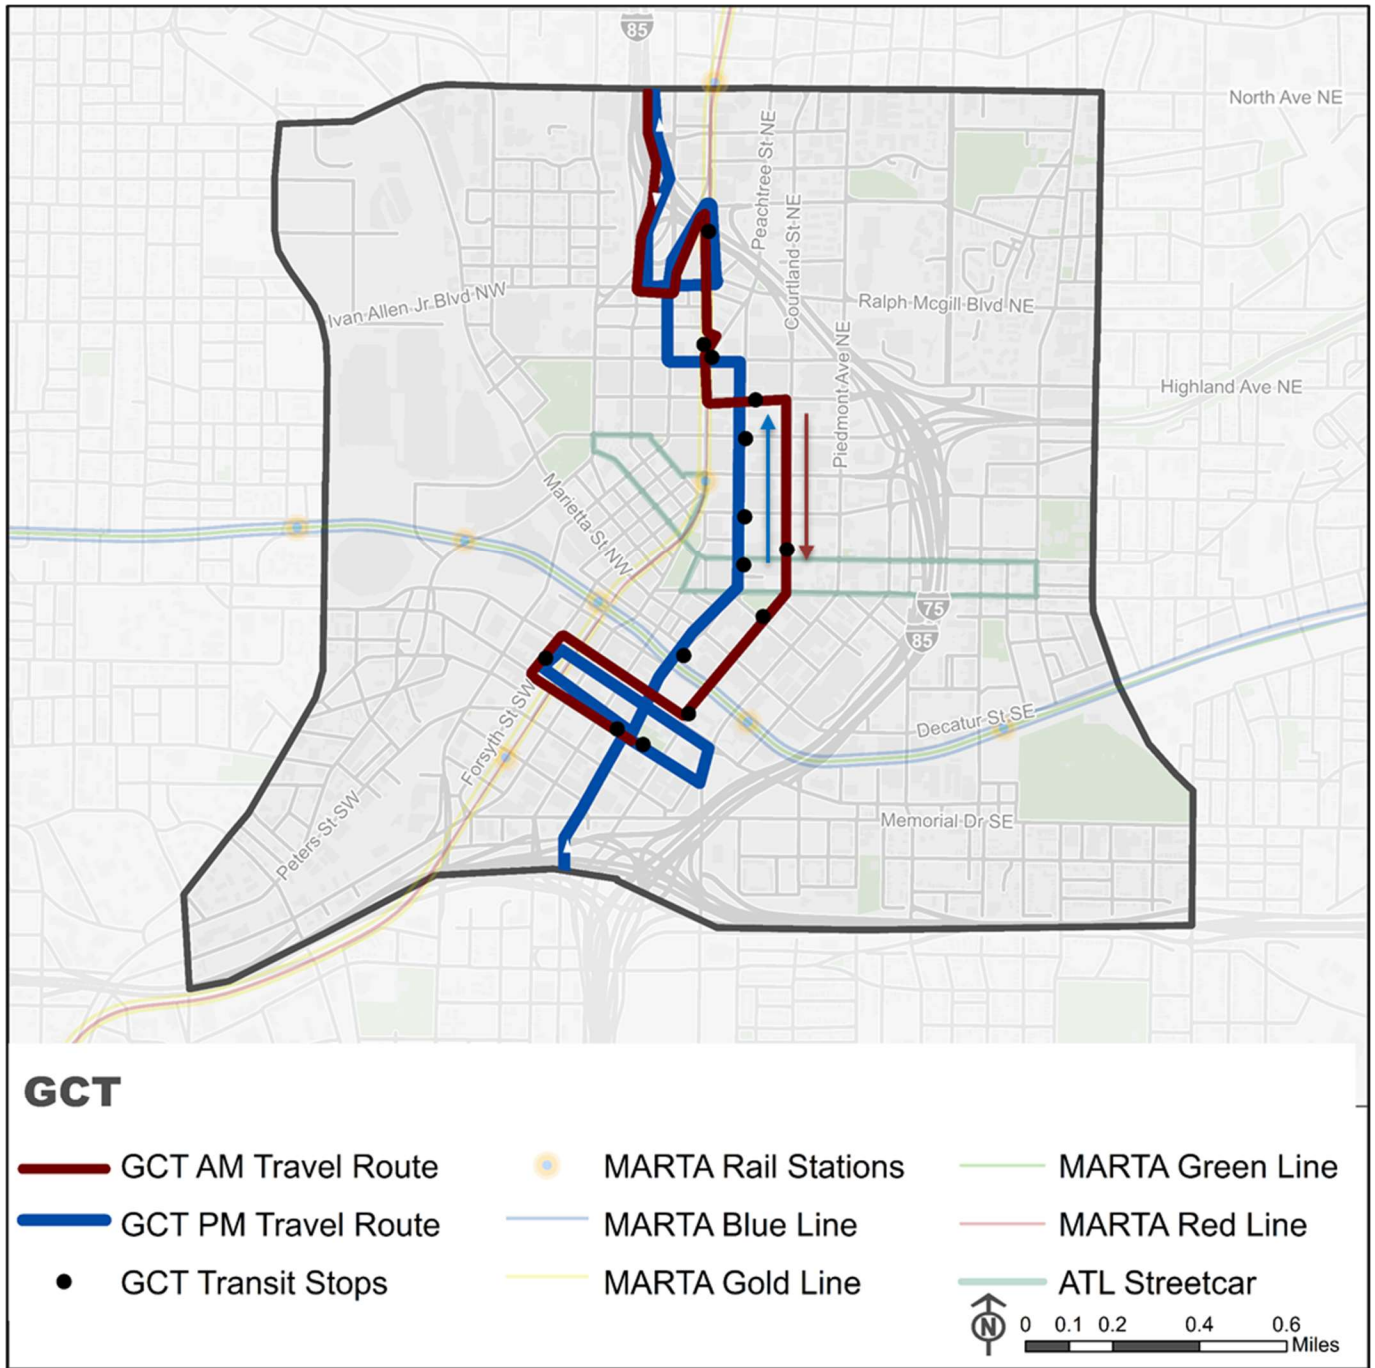 85
North Ave NE
Peachtree St NE
Courtland St NE
Ivan Allen Jr Blvd NW
Ralph Mcgill Blvd NE
Piedmont Ave NE
Highland Ave NE
Marietta St NW
75
85
Forsyth St SW
Decatur St SE
Peters St SW
Memorial Dr SE
GCT
GCT AM Travel Route
MARTA Rail Stations
MARTA Green Line
GCT PM Travel Route
MARTA Blue Line
MARTA Red Line
GCT Transit Stops
MARTA Gold Line
ATL Streetcar
N
0 0.1 0.2 0.4 0.6
Miles